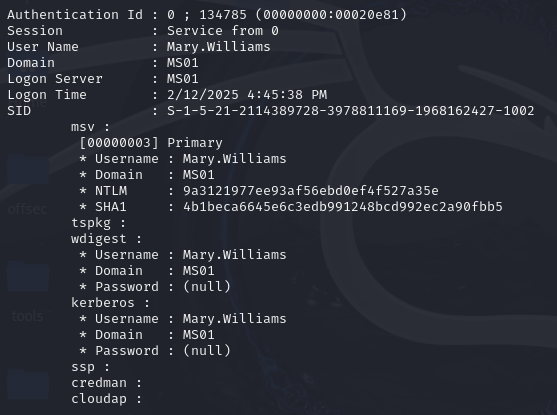 Authentication Id : 0 ; 134785 (00000000:00020e81)
Session           : Service from 0
User Name         : Mary.Williams
Domain            : MS01
Logon Server      : MS01
Logon Time        : 2/12/2025 4:45:38 PM
SID               : S-1-5-21-2114389728-3978811169-1968162427-1002
        msv :
         [00000003] Primary
         * Username : Mary.Williams
         * Domain   : MS01
         * NTLM     : 9a3121977ee93af56ebd0ef4f527a35e
         * SHA1     : 4b1beca6645e6c3edb991248bcd992ec2a90fbb5
        tspkg :
        wdigest :
         * Username : Mary.Williams
         * Domain   : MS01
         * Password : (null)
        kerberos :
         * Username : Mary.Williams
         * Domain   : MS01
         * Password : (null)
        ssp :
        credman :
        cloudap :
offsec
tools